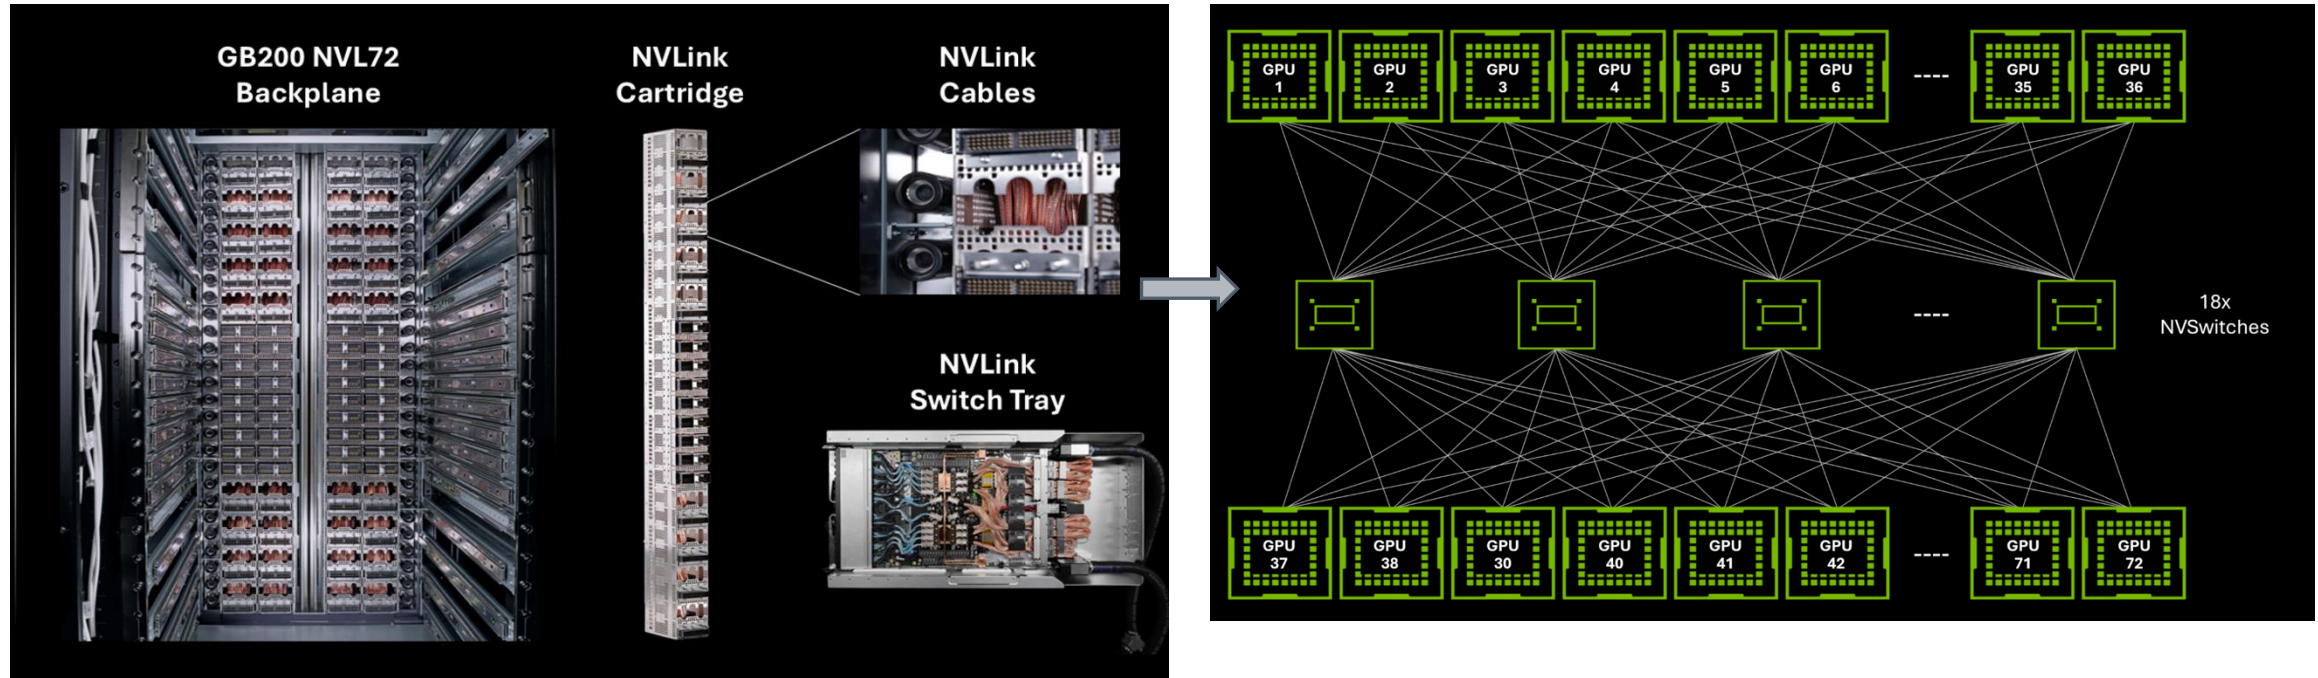 GB200 NVL72
Backplane
NVLink
Cartridge
NVLink
Cables
NVLink
Switch Tray
GPU
1
GPU
2
GPU
3
GPU
4
GPU
5
GPU
6
----
GPU
35
GPU
36
----
18x
NVSwitches
GPU
37
GPU
38
GPU
30
GPU
40
GPU
41
GPU
42
----
GPU
71
GPU
72